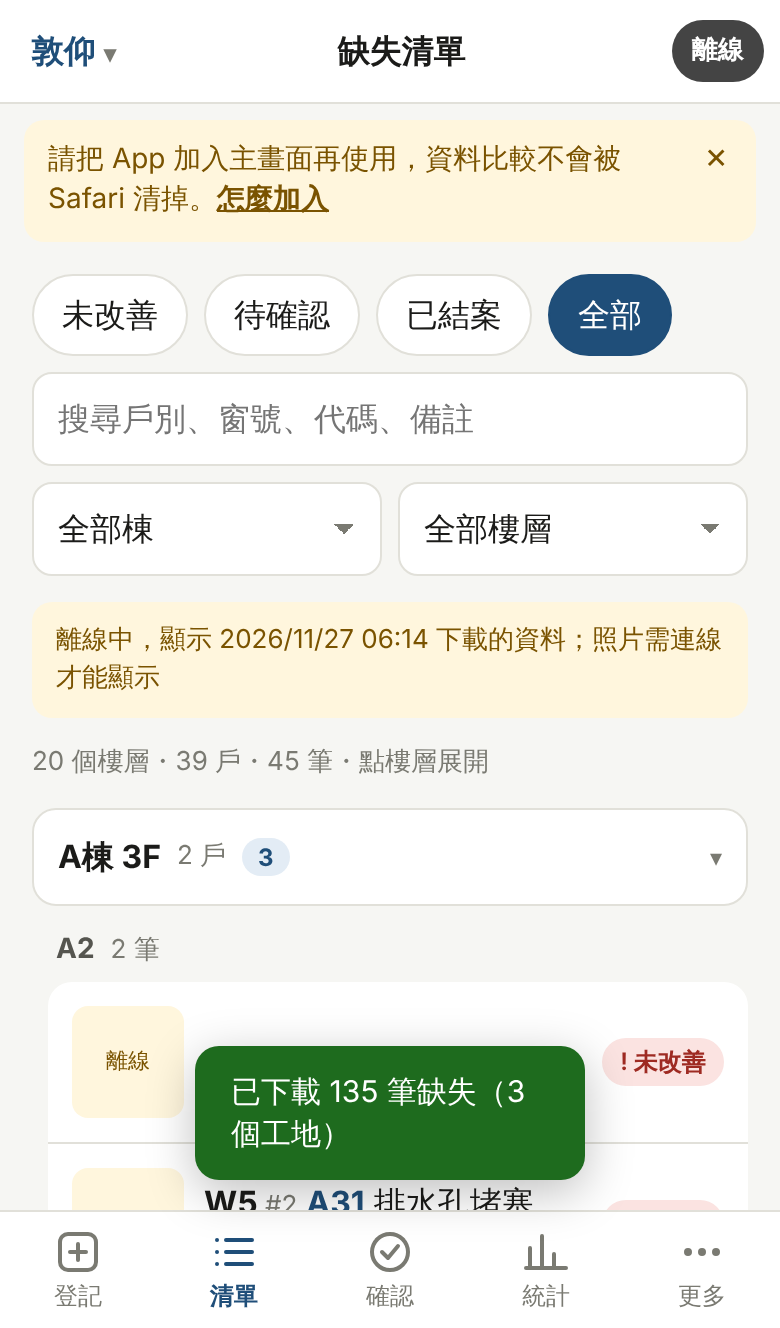 敦仰 ▾
缺失清單
離線
請把 App 加入主畫面再使用，資料比較不會被
Safari 清掉。怎麼加入
✕
未改善
待確認
已結案
全部
搜尋戶別、窗號、代碼、備註
全部棟
全部樓層
離線中，顯示 2026/11/27 06:14 下載的資料；照片需連線
才能顯示
20 個樓層・39 戶・45 筆・點樓層展開
A棟 3F 2 戶 3 ▾
A2 2 筆
離線
! 未改善
已下載 135 筆缺失（3
個工地）
W5 #2 A31 排水孔堵塞
登記
清單
確認
統計
更多